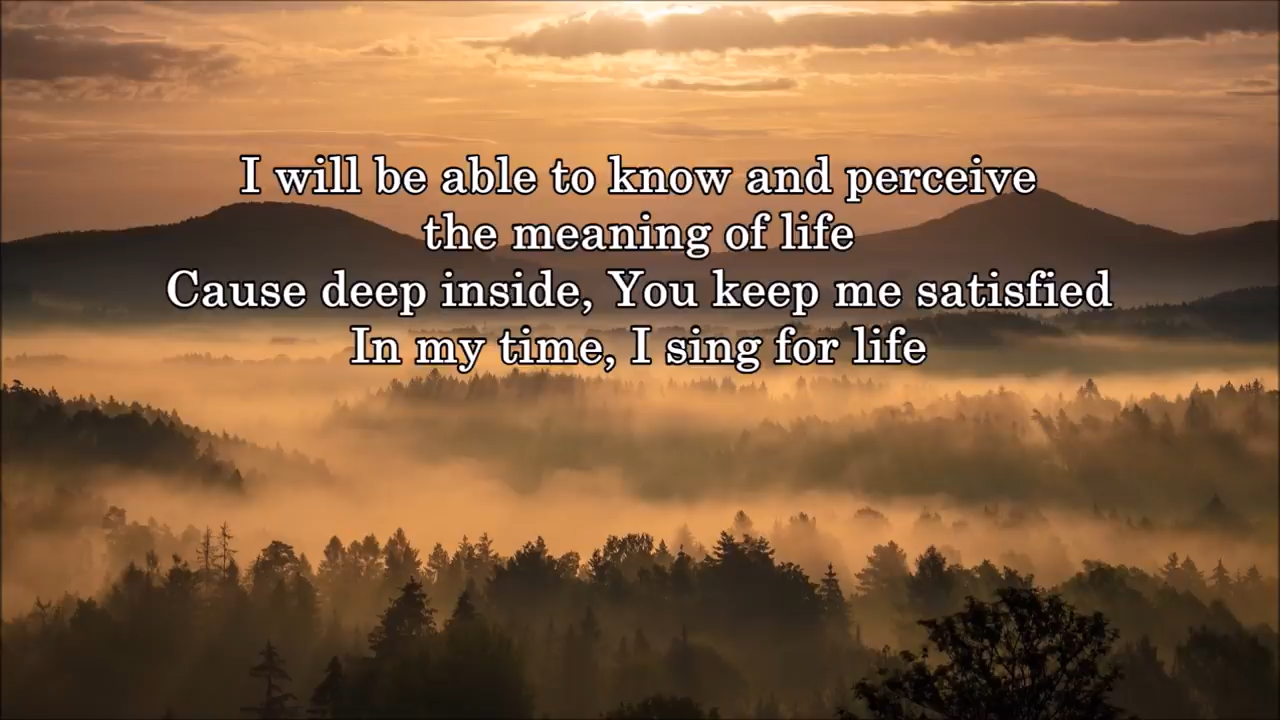 I will be able to know and perceive
the meaning of life
Cause deep inside, You keep me satisfied
In my time, I sing for life